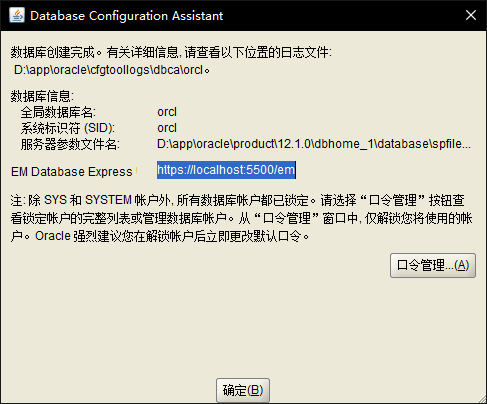 Database Configuration Assistant
数据库创建完成。有关详细信息, 请查看以下位置的日志文件:
D:\app\oracle\cfgtoollogs\dbca\orcl。
数据库信息:
全局数据库名: orcl
系统标识符 (SID): orcl
服务器参数文件名: D:\app\oracle\product\12.1.0\dbhome_1\database\spfile...
EM Database Express https://localhost:5500/em
注: 除 SYS 和 SYSTEM 帐户外, 所有数据库帐户都已锁定。请选择“口令管理”按钮查
看锁定帐户的完整列表或管理数据库帐户。从“口令管理”窗口中, 仅解锁您将使用的帐
户。Oracle 强烈建议您在解锁帐户后立即更改默认口令。
口令管理...(A)
确定(B)